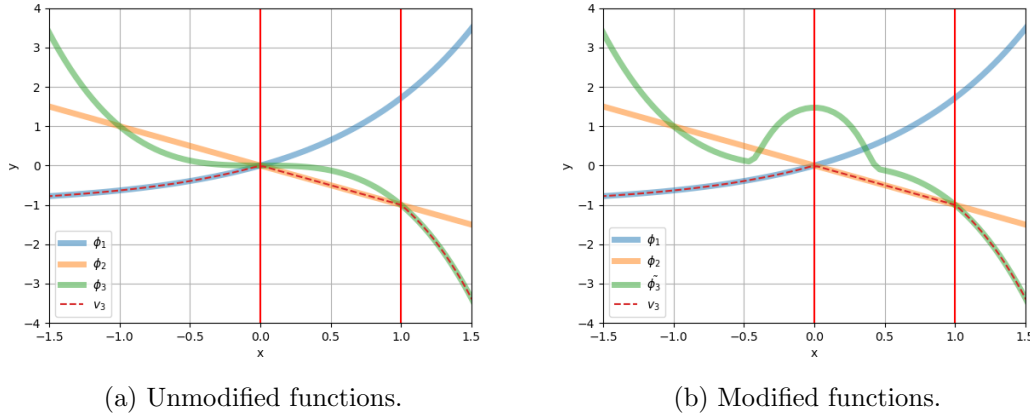 4
3
2
1
0
−1
−2
−3
−4
y
−1.5 −1.0 −0.5 0.0 0.5 1.0 1.5
x
ϕ₁
ϕ₂
ϕ₃
v₃
(a) Unmodified functions.
4
3
2
1
0
−1
−2
−3
−4
y
−1.5 −1.0 −0.5 0.0 0.5 1.0 1.5
x
ϕ₁
ϕ₂
ϕ̃₃
v₃
(b) Modified functions.